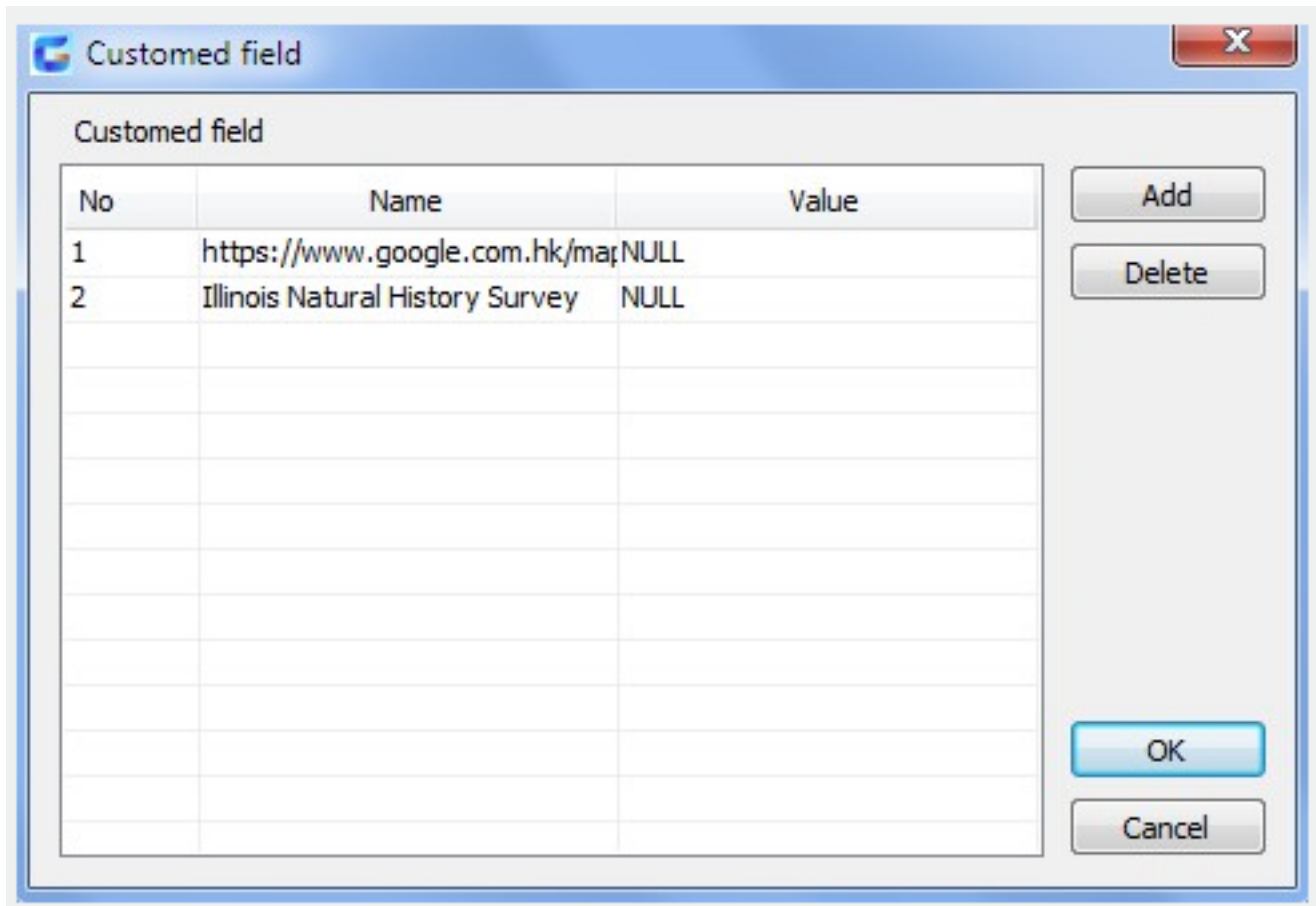 Customed field
Customed field
No Name Value Add
1 https://www.google.com.hk/map NULL
Delete
2 Illinois Natural History Survey NULL
OK
Cancel